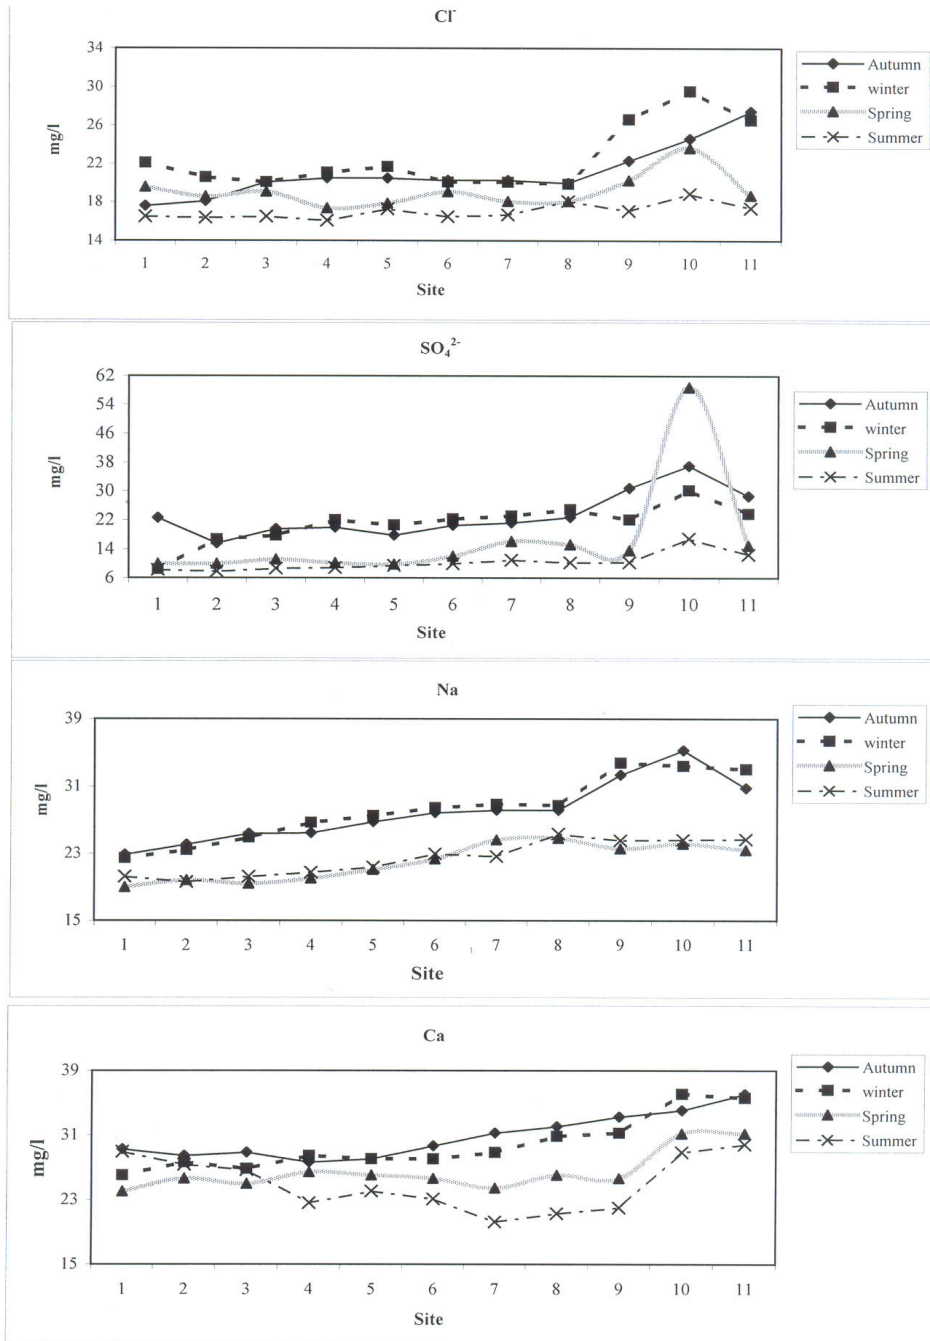 Cl-
34
30
26
22
18
14
mg/l
1 2 3 4 5 6 7 8 9 10 11
Site
Autumn
winter
Spring
Summer
SO₄²-
62
54
46
38
30
22
14
6
mg/l
1 2 3 4 5 6 7 8 9 10 11
Site
Autumn
winter
Spring
Summer
Na
39
31
23
15
mg/l
1 2 3 4 5 6 7 8 9 10 11
Site
Autumn
winter
Spring
Summer
Ca
39
31
23
15
mg/l
1 2 3 4 5 6 7 8 9 10 11
Site
Autumn
winter
Spring
Summer